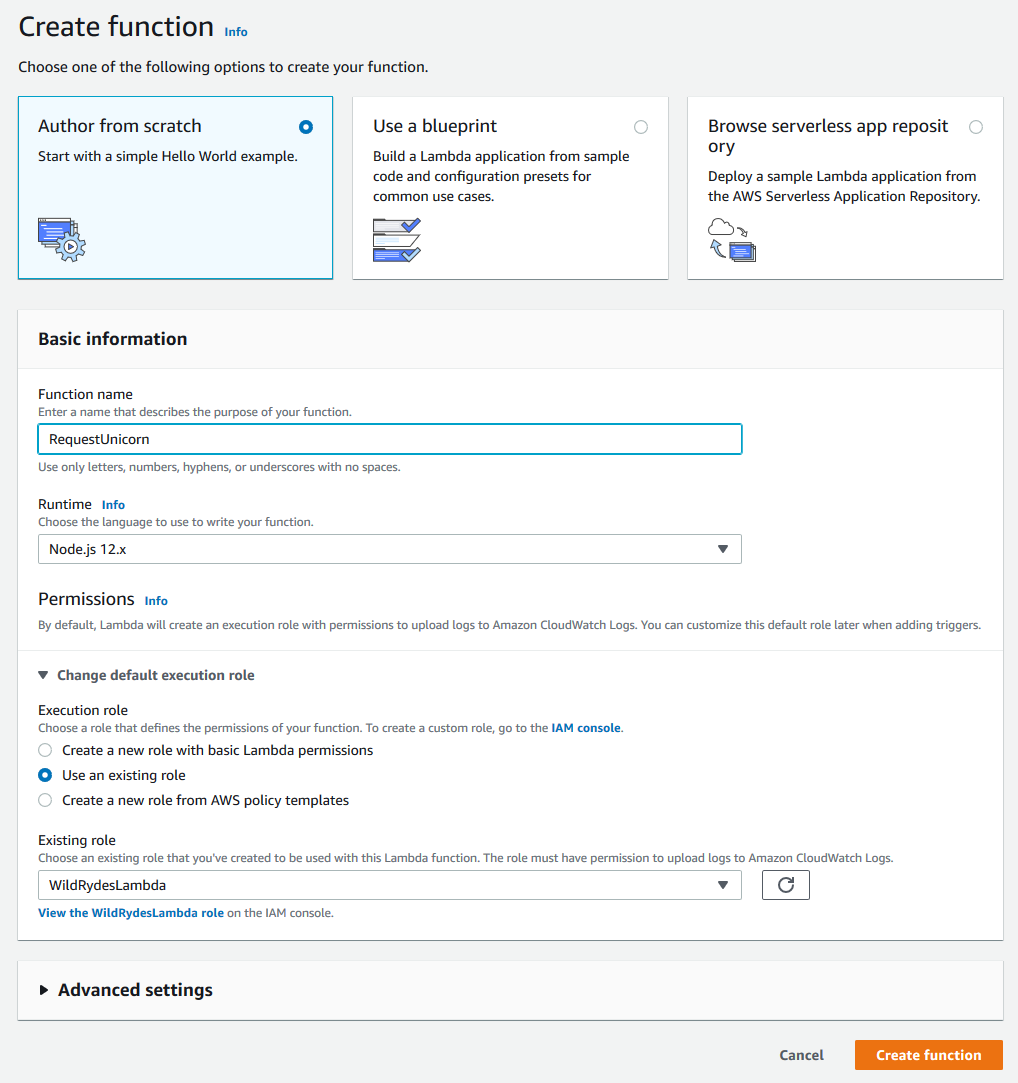 Create function Info
Choose one of the following options to create your function.
Author from scratch
Start with a simple Hello World example.
Use a blueprint
Build a Lambda application from sample
code and configuration presets for
common use cases.
Browse serverless app reposit
ory
Deploy a sample Lambda application from
the AWS Serverless Application Repository.
Basic information
Function name
Enter a name that describes the purpose of your function.
RequestUnicorn
Use only letters, numbers, hyphens, or underscores with no spaces.
Runtime Info
Choose the language to use to write your function.
Node.js 12.x
Permissions Info
By default, Lambda will create an execution role with permissions to upload logs to Amazon CloudWatch Logs. You can customize this default role later when adding triggers.
Change default execution role
Execution role
Choose a role that defines the permissions of your function. To create a custom role, go to the IAM console.
Create a new role with basic Lambda permissions
Use an existing role
Create a new role from AWS policy templates
Existing role
Choose an existing role that you've created to be used with this Lambda function. The role must have permission to upload logs to Amazon CloudWatch Logs.
WildRydesLambda
View the WildRydesLambda role on the IAM console.
Advanced settings
Cancel
Create function